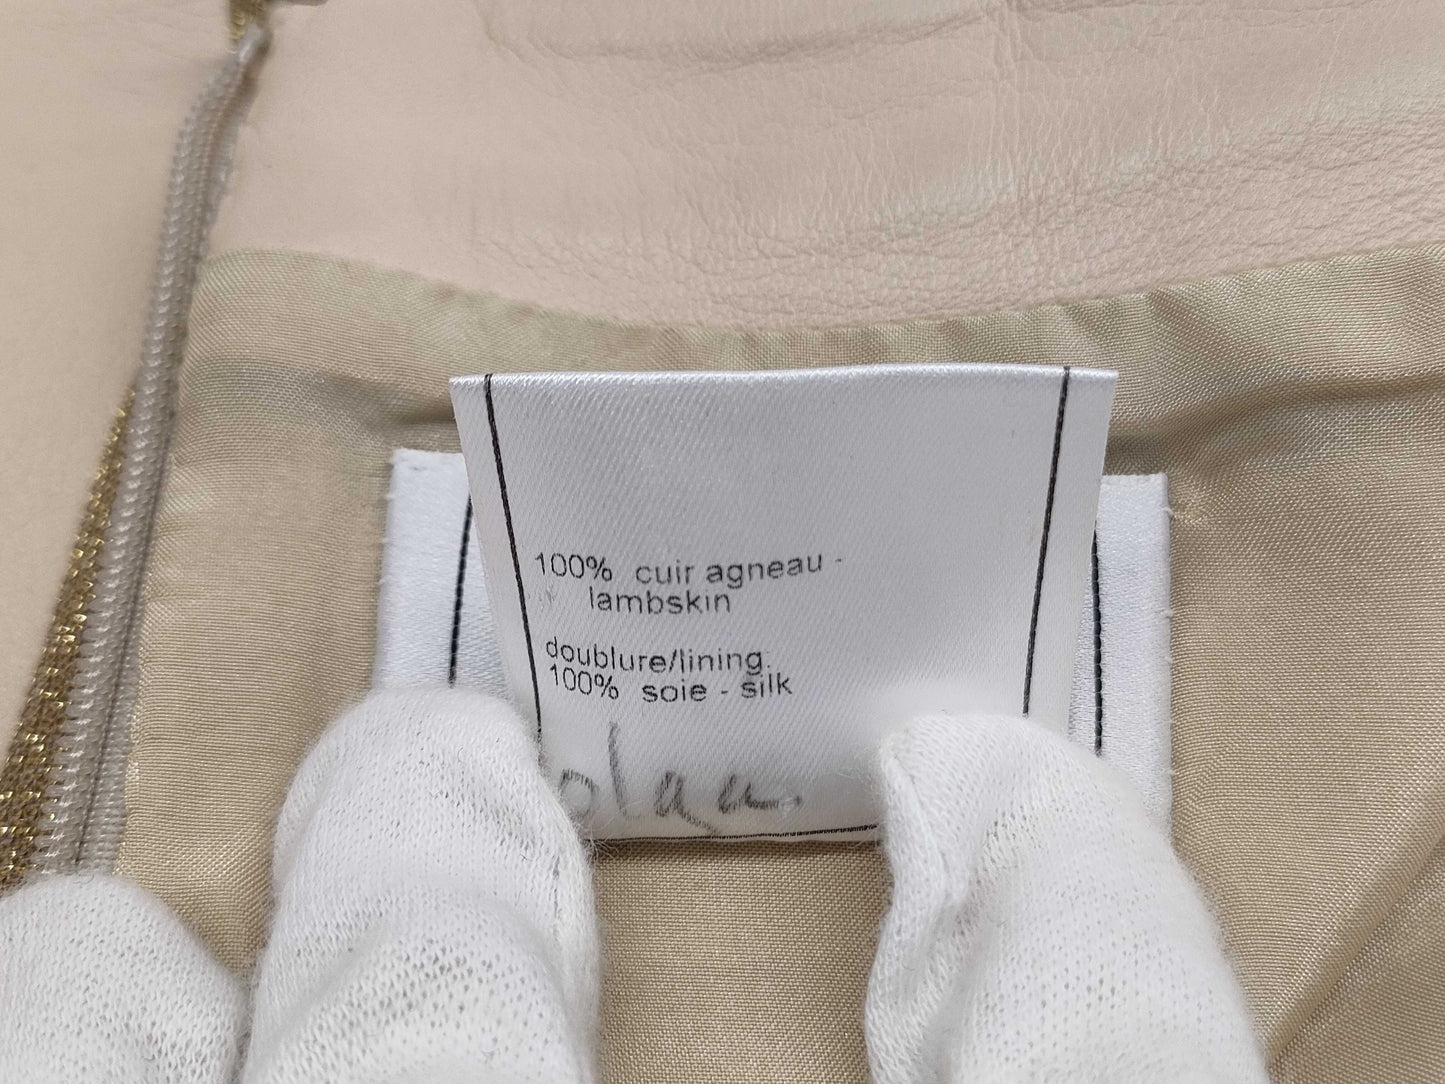 100% cuir agneau -
lambskin
doublure/lining.
100% soie - silk